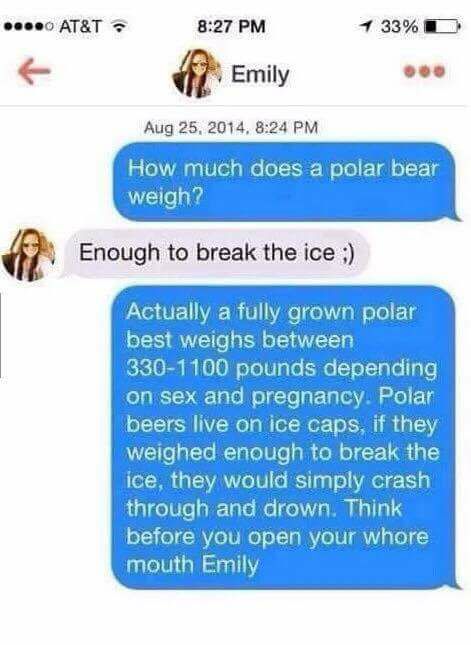 AT&T 8:27 PM 33%
Emily
Aug 25, 2014, 8:24 PM
How much does a polar bear
weigh?
Enough to break the ice ;)
Actually a fully grown polar
best weighs between
330-1100 pounds depending
on sex and pregnancy. Polar
beers live on ice caps, if they
weighed enough to break the
ice, they would simply crash
through and drown. Think
before you open your whore
mouth Emily